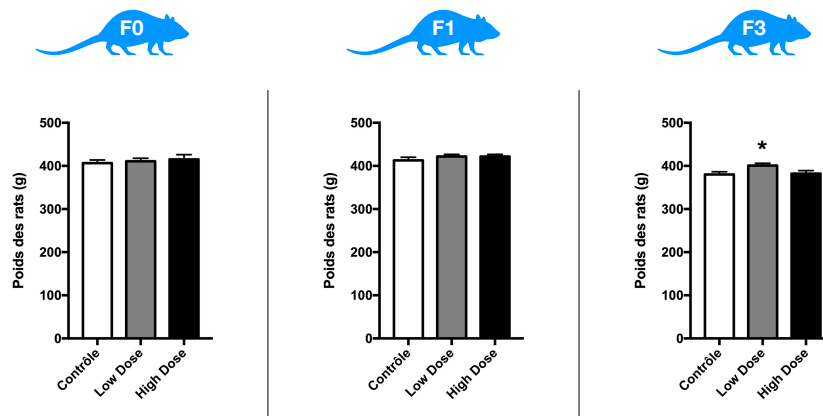 F0
F1
F3
Poids des rats (g)
500
400
300
200
100
0
Contrôle
Low Dose
High Dose
Poids des rats (g)
500
400
300
200
100
0
Contrôle
Low Dose
High Dose
Poids des rats (g)
500
400
300
200
100
0
*
Contrôle
Low Dose
High Dose